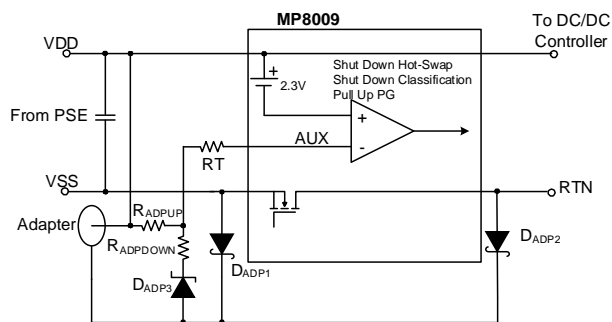 MP8009
To DC/DC
Controller
VDD
Shut Down Hot-Swap
Shut Down Classification
Pull Up PG
+
2.3V
From PSE
+
AUX
-
RT
VSS
RTN
RADPUP
Adapter
RADPDOWN
DADP1
DADP2
DADP3